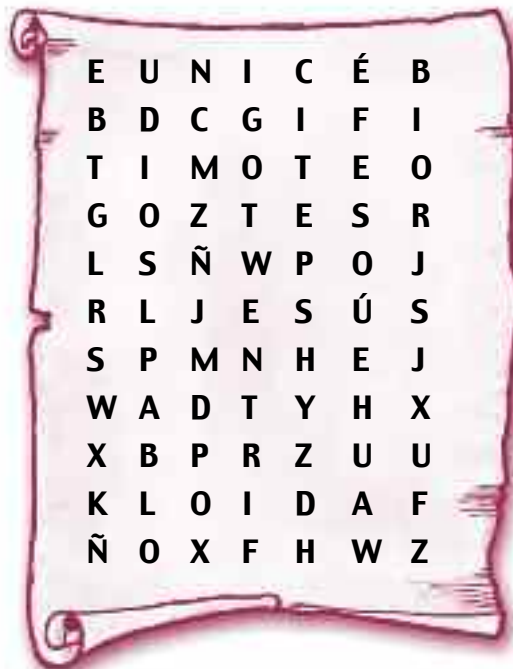 E U N I C É B
B D C G I F I
T I M O T E O
G O Z T E S R
L S Ñ W P O J
R L J E S Ú S
S P M N H E J
W A D T Y H X
X B P R Z U U
K L O I D A F
Ñ O X F H W Z